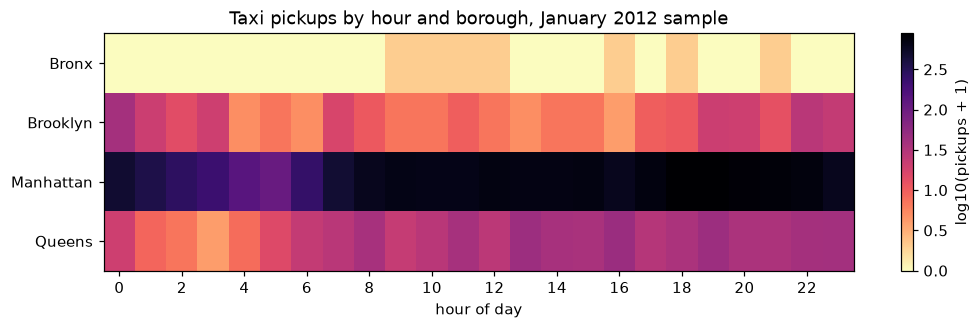 Taxi pickups by hour and borough, January 2012 sample
Bronx
Brooklyn
Manhattan
Queens
0 2 4 6 8 10 12 14 16 18 20 22
hour of day
2.5
2.0
1.5
1.0
0.5
0.0
log10(pickups + 1)